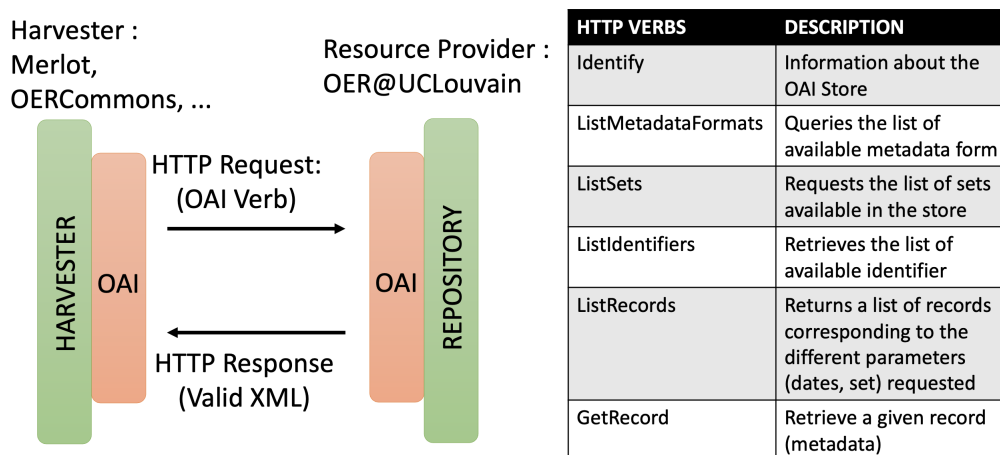 Harvester :
Merlot,
OERCommons, ...
Resource Provider :
OER@UCLouvain
HARVESTER
OAI
HTTP Request:
(OAI Verb)
HTTP Response
(Valid XML)
OAI
REPOSITORY
HTTP VERBS DESCRIPTION
Identify Information about the
OAI Store
ListMetadataFormats Queries the list of
available metadata form
ListSets Requests the list of sets
available in the store
ListIdentifiers Retrieves the list of
available identifier
ListRecords Returns a list of records
corresponding to the
different parameters
(dates, set) requested
GetRecord Retrieve a given record
(metadata)